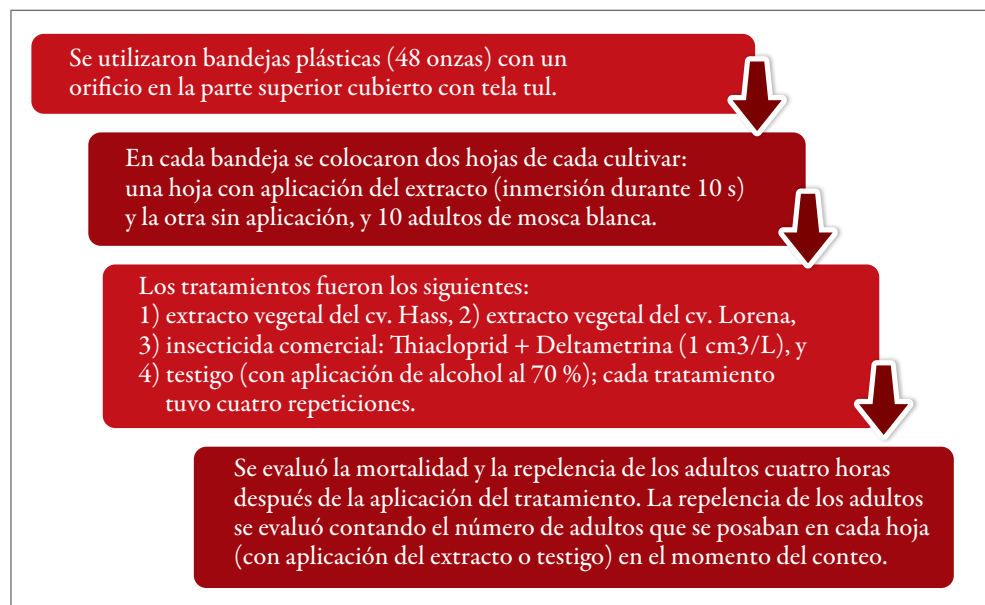 Se utilizaron bandejas plásticas (48 onzas) con un
orificio en la parte superior cubierto con tela tul.
En cada bandeja se colocaron dos hojas de cada cultivar:
una hoja con aplicación del extracto (inmersión durante 10 s)
y la otra sin aplicación, y 10 adultos de mosca blanca.
Los tratamientos fueron los siguientes:
1) extracto vegetal del cv. Hass, 2) extracto vegetal del cv. Lorena,
3) insecticida comercial: Thiacloprid + Deltametrina (1 cm3/L), y
4) testigo (con aplicación de alcohol al 70 %); cada tratamiento
tuvo cuatro repeticiones.
Se evaluó la mortalidad y la repelencia de los adultos cuatro horas
después de la aplicación del tratamiento. La repelencia de los adultos
se evaluó contando el número de adultos que se posaban en cada hoja
(con aplicación del extracto o testigo) en el momento del conteo.